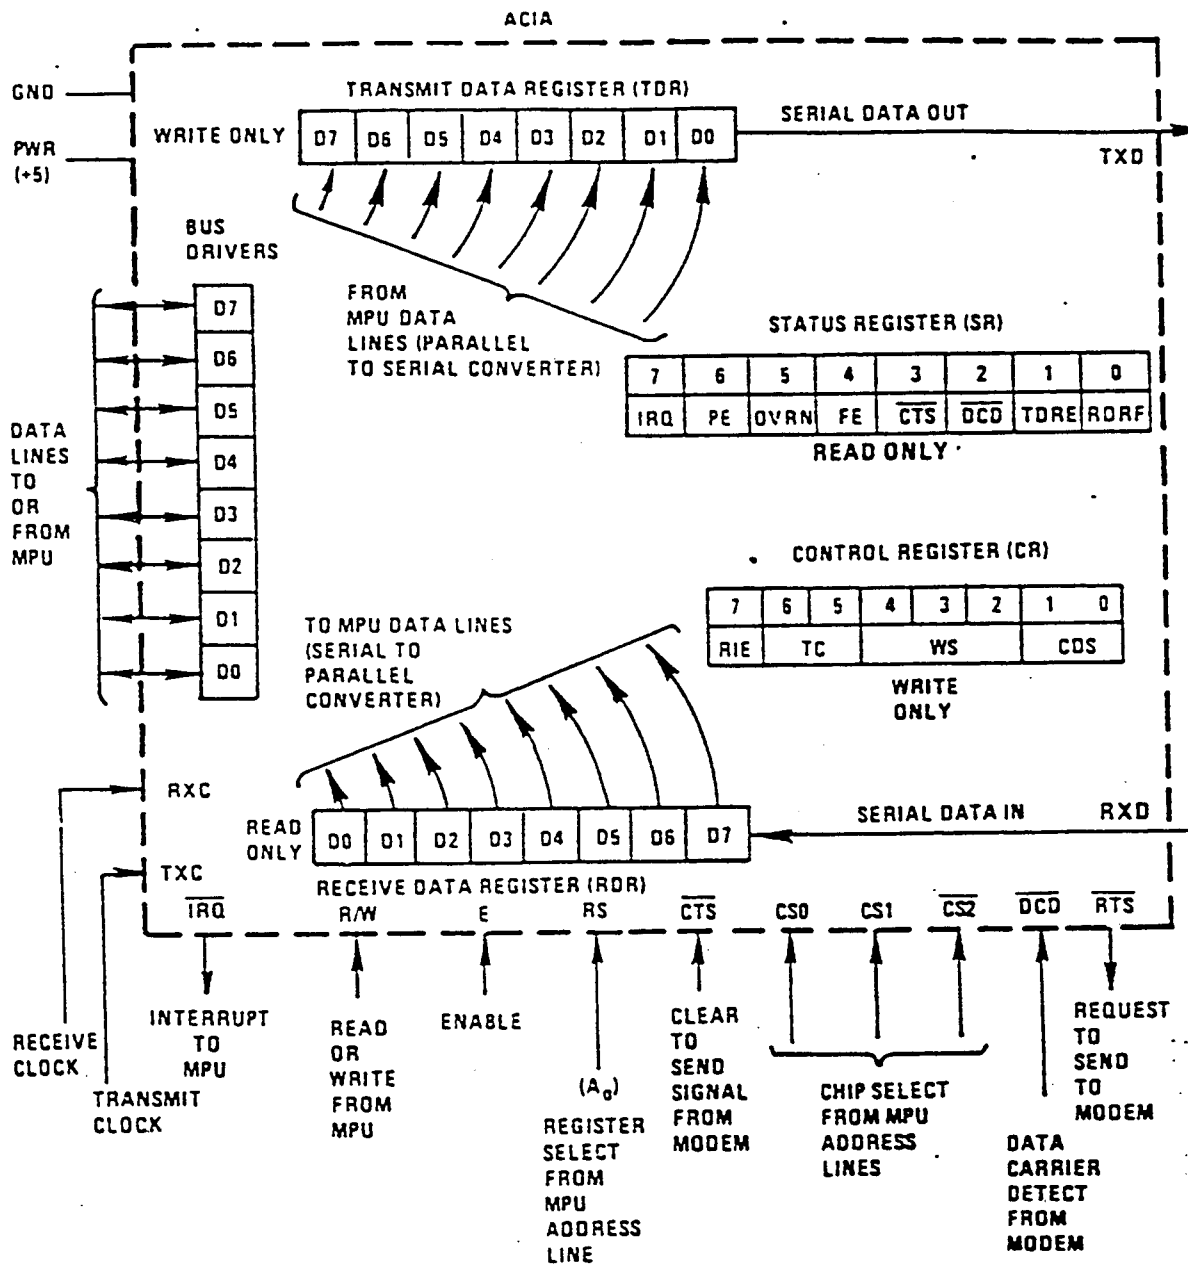 ACIA
GND
PWR
(+5)
TRANSMIT DATA REGISTER (TDR)
WRITE ONLY
D7 D6 D5 D4 D3 D2 D1 D0
SERIAL DATA OUT
TXD
BUS
DRIVERS
D7
D6
D5
D4
D3
D2
D1
D0
DATA
LINES
TO
OR
FROM
MPU
FROM
MPU DATA
LINES (PARALLEL
TO SERIAL CONVERTER)
STATUS REGISTER (SR)
7 6 5 4 3 2 1 0
IRQ PE OVRN FE C̅T̅S̅ D̅C̅D̅ TDRE RDRF
READ ONLY
CONTROL REGISTER (CR)
7 6 5 4 3 2 1 0
RIE TC WS CDS
WRITE
ONLY
TO MPU DATA LINES
(SERIAL TO
PARALLEL
CONVERTER)
RXC
TXC
READ
ONLY
D0 D1 D2 D3 D4 D5 D6 D7
SERIAL DATA IN
RXD
RECEIVE DATA REGISTER (RDR)
I̅R̅Q̅ R/W E RS C̅T̅S̅ CS0 CS1 C̅S̅2̅ D̅C̅D̅ R̅T̅S̅
RECEIVE
CLOCK
TRANSMIT
CLOCK
INTERRUPT
TO
MPU
READ
OR
WRITE
FROM
MPU
ENABLE
(A₀)
REGISTER
SELECT
FROM
MPU
ADDRESS
LINE
CLEAR
TO
SEND
SIGNAL
FROM
MODEM
CHIP SELECT
FROM MPU
ADDRESS
LINES
DATA
CARRIER
DETECT
FROM
MODEM
REQUEST
TO
SEND
TO
MODEM